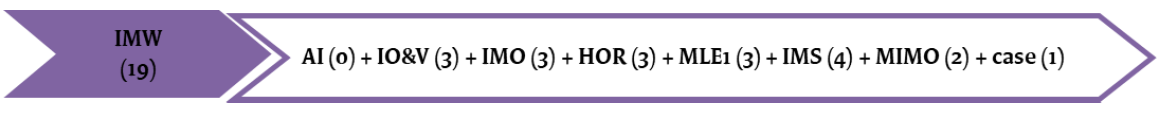 IMW
(19)
AI (0) + IO&V (3) + IMO (3) + HOR (3) + MLE1 (3) + IMS (4) + MIMO (2) + case (1)